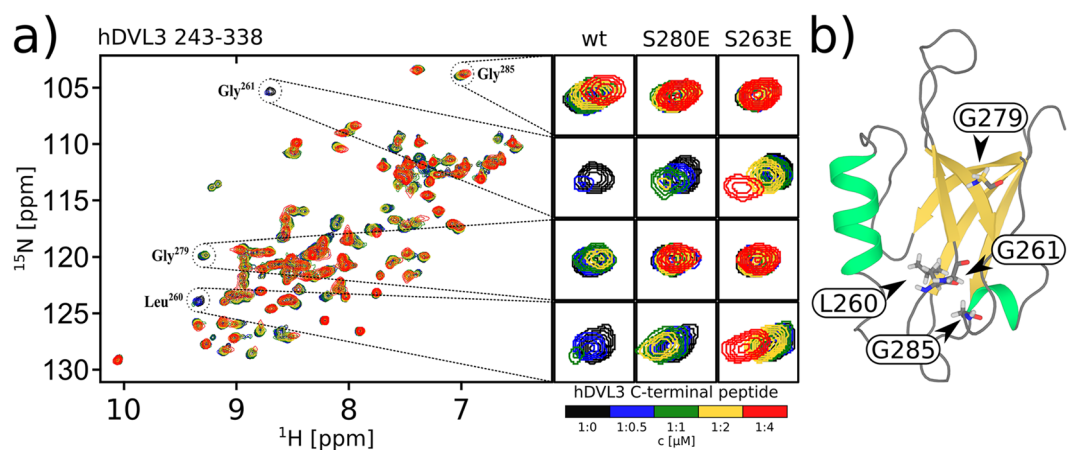 a)
hDVL3 243-338
wt
S280E
S263E
b)
105
110
115
120
125
130
¹⁵N [ppm]
10
9
8
7
¹H [ppm]
Gly²⁶¹
Gly²⁸⁵
Gly²⁷⁹
Leu²⁶⁰
hDVL3 C-terminal peptide
1:0
1:0.5
1:1
1:2
1:4
c [µM]
G279
G261
L260
G285